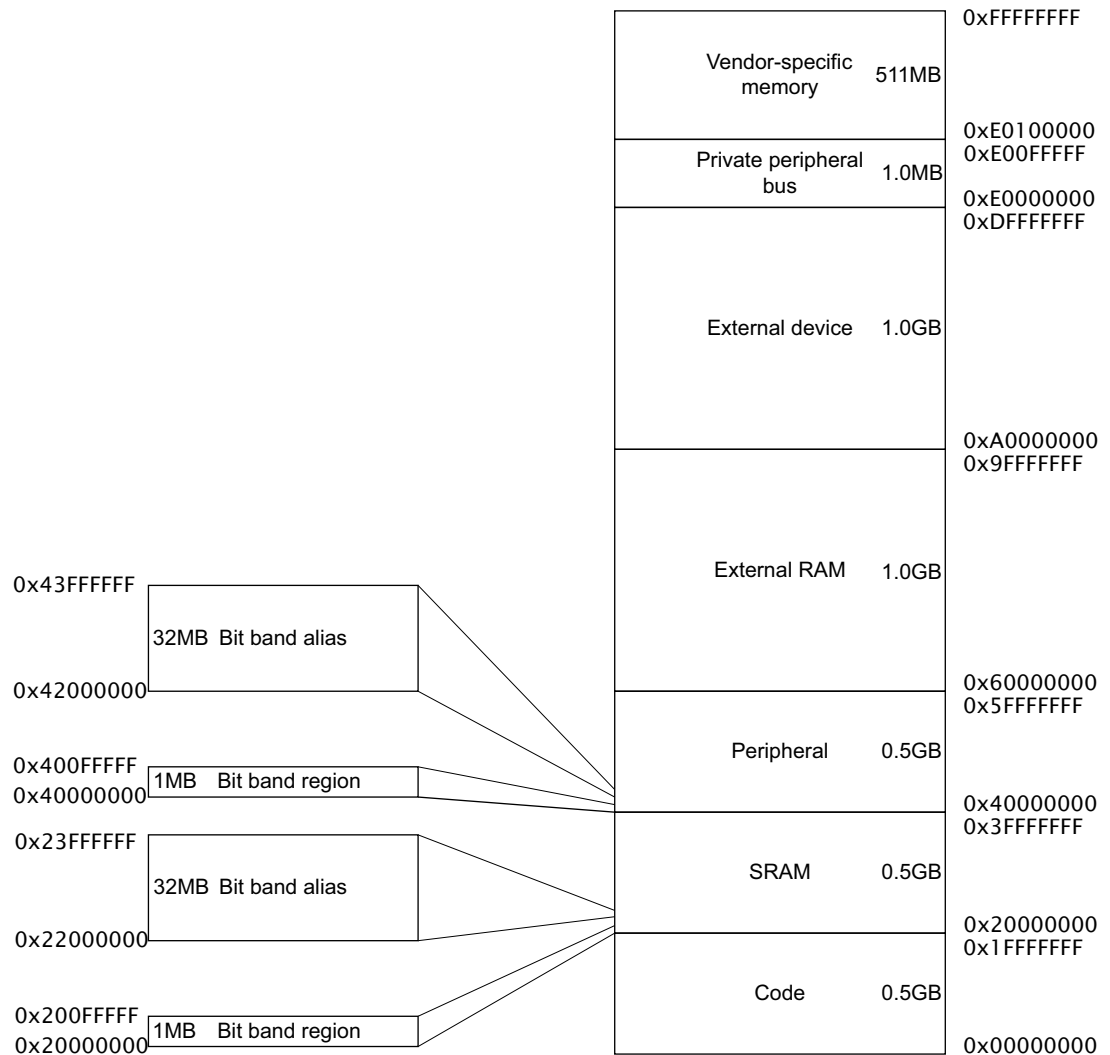 0xFFFFFFFF
Vendor-specific
memory
511MB
0xE0100000
0xE00FFFFF
Private peripheral
bus
1.0MB
0xE0000000
0xDFFFFFFF
External device
1.0GB
0xA0000000
0x9FFFFFFF
External RAM
1.0GB
0x60000000
0x5FFFFFFF
Peripheral
0.5GB
0x40000000
0x3FFFFFFF
SRAM
0.5GB
0x20000000
0x1FFFFFFF
Code
0.5GB
0x00000000
0x43FFFFFF
32MB Bit band alias
0x42000000
0x400FFFFF
1MB Bit band region
0x40000000
0x23FFFFFF
32MB Bit band alias
0x22000000
0x200FFFFF
1MB Bit band region
0x20000000